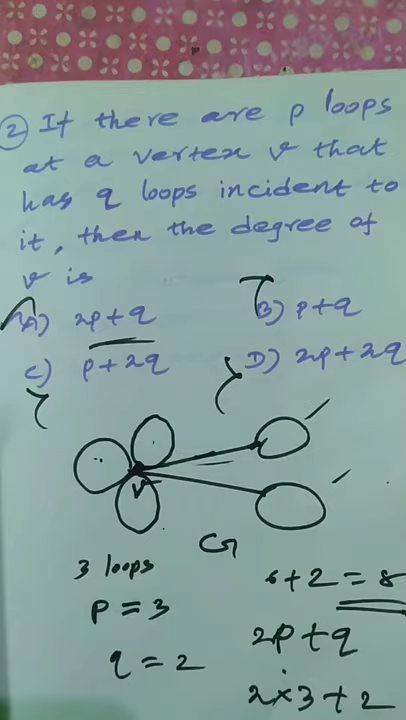 2) If there are p loops
at a vertex v that
has q loops incident to
it, then the degree of
v is
A) 2p+q
B) p+q
C) p+2q
D) 2p+2q
v
G
3 loops
6+2=8
p=3
2p+q
q=2
2×3+2